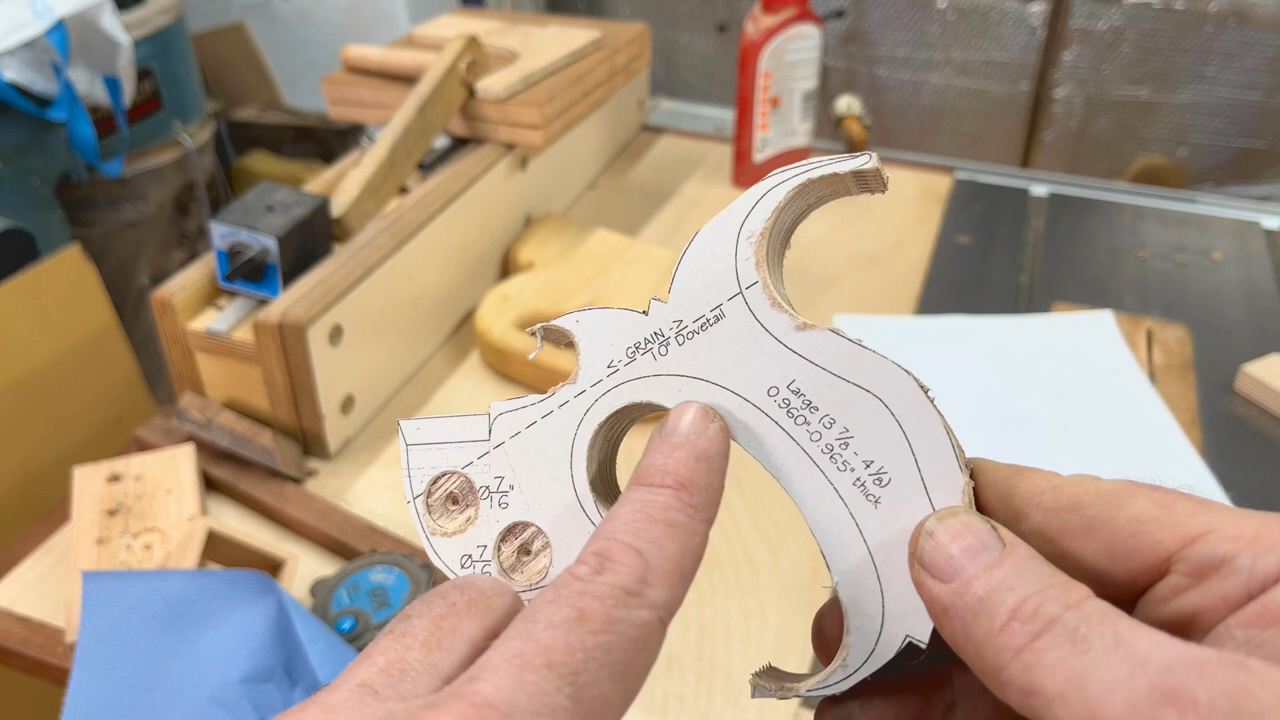 <- GRAIN ->
10" Dovetail
Large (3 7/8 - 4 1/8)
0.960"-0.965" thick
Ø7/16"
Ø7/16
OX